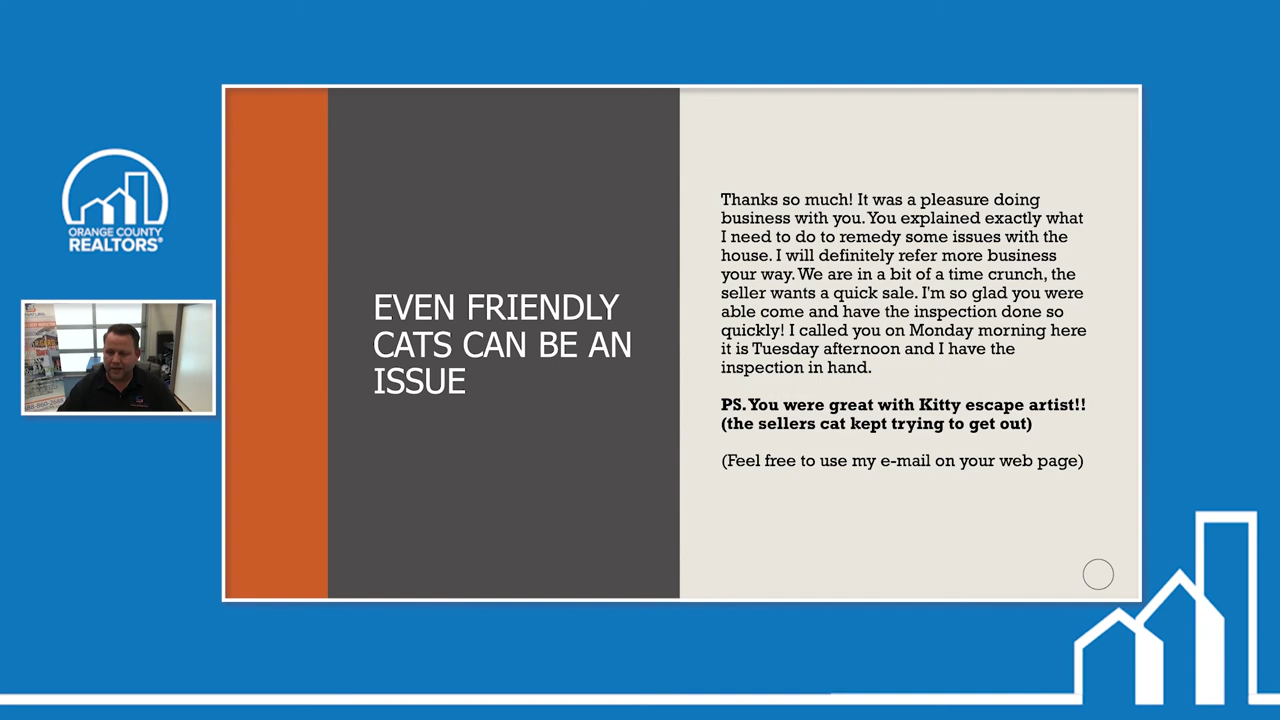 ORANGE COUNTY
REALTORS®
EVEN FRIENDLY
CATS CAN BE AN
ISSUE
Thanks so much! It was a pleasure doing
business with you. You explained exactly what
I need to do to remedy some issues with the
house. I will definitely refer more business
your way. We are in a bit of a time crunch, the
seller wants a quick sale. I'm so glad you were
able come and have the inspection done so
quickly! I called you on Monday morning here
it is Tuesday afternoon and I have the
inspection in hand.
PS. You were great with Kitty escape artist!!
(the sellers cat kept trying to get out)
(Feel free to use my e-mail on your web page)